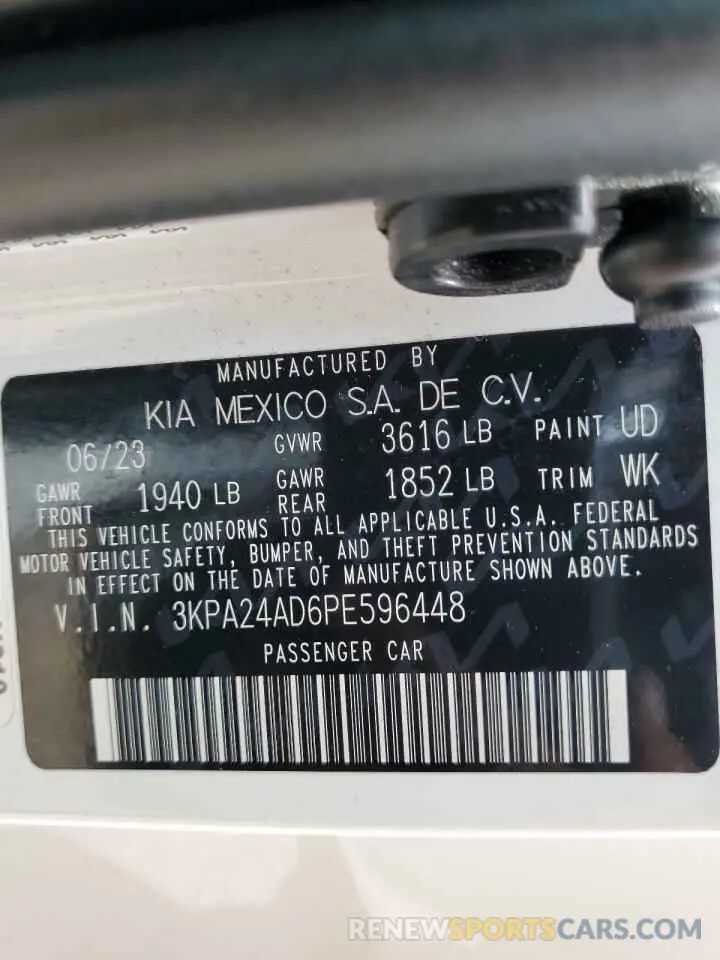 MANUFACTURED BY
KIA MEXICO S.A. DE C.V.
06/23 GVWR 3616 LB PAINT UD
GAWR FRONT 1940 LB GAWR REAR 1852 LB TRIM WK
THIS VEHICLE CONFORMS TO ALL APPLICABLE U.S.A. FEDERAL
MOTOR VEHICLE SAFETY, BUMPER, AND THEFT PREVENTION STANDARDS
IN EFFECT ON THE DATE OF MANUFACTURE SHOWN ABOVE.
V.I.N. 3KPA24AD6PE596448
PASSENGER CAR
RENEWSPORTSCARS.COM